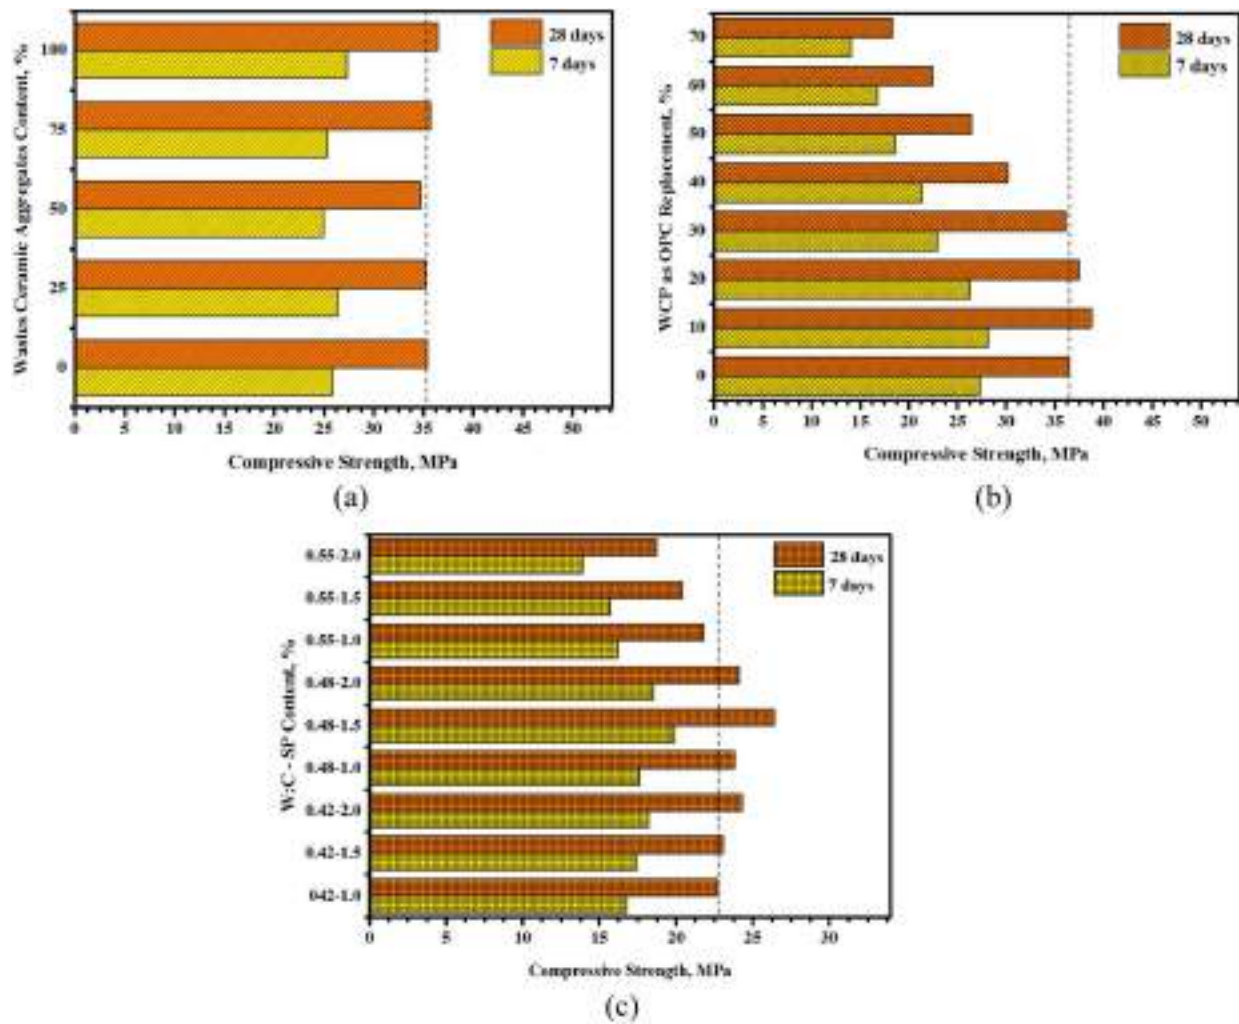 Wastes Ceramic Aggregates Content, %
100
75
50
25
0
28 days
7 days
0 5 10 15 20 25 30 35 40 45 50
Compressive Strength, MPa
(a)
WCP as OPC Replacement, %
70
60
50
40
30
20
10
0
28 days
7 days
0 5 10 15 20 25 30 35 40 45 50
Compressive Strength, MPa
(b)
W:C - SP Content, %
0.55-2.0
0.55-1.5
0.55-1.0
0.48-2.0
0.48-1.5
0.48-1.0
0.42-2.0
0.42-1.5
042-1.0
28 days
7 days
0 5 10 15 20 25 30
Compressive Strength, MPa
(c)